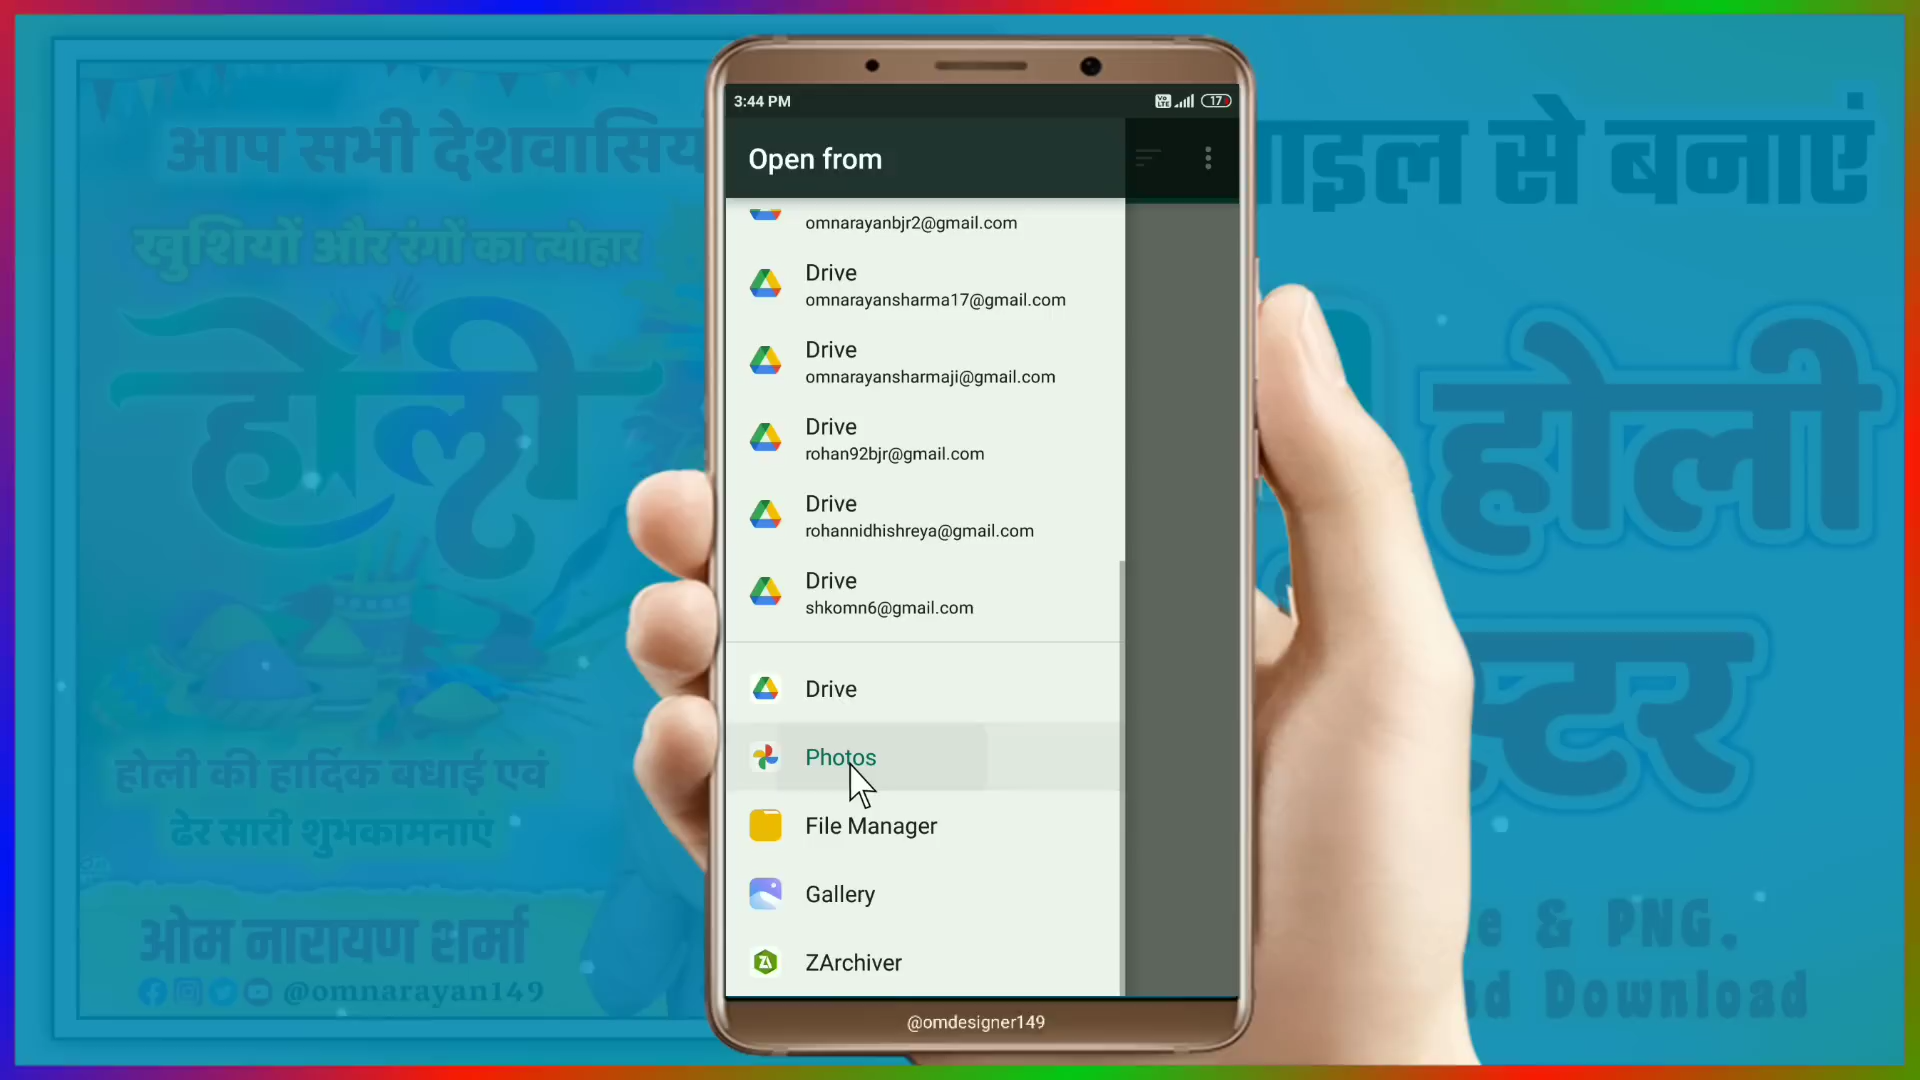 आप सभी देशवासिय
खुशियों और रंगों का त्योहार
होली
होली की हार्दिक बधाई एवं
ढेर सारी शुभकामनाएं
ओम नारायण शर्मा
@omnarayan149
3:44 PM
17
Open from
omnarayanbjr2@gmail.com
Drive
omnarayansharma17@gmail.com
Drive
omnarayansharmaji@gmail.com
Drive
rohan92bjr@gmail.com
Drive
rohannidhishreya@gmail.com
Drive
shkomn6@gmail.com
Drive
Photos
File Manager
Gallery
ZArchiver
@omdesigner149
से बनाएं
होली
& PNG.
Download